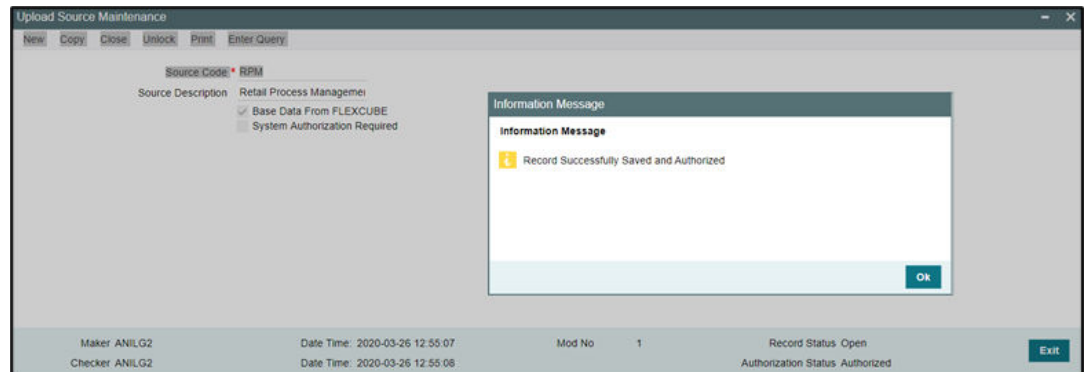 Upload Source Maintenance
New Copy Close Unlock Print Enter Query
Source Code * RPM
Source Description Retail Process Managemei
Base Data From FLEXCUBE
System Authorization Required
Information Message
Information Message
Record Successfully Saved and Authorized
Ok
Maker ANILG2 Date Time: 2020-03-26 12:55:07 Mod No 1 Record Status Open
Checker ANILG2 Date Time: 2020-03-26 12:55:08 Authorization Status Authorized
Exit